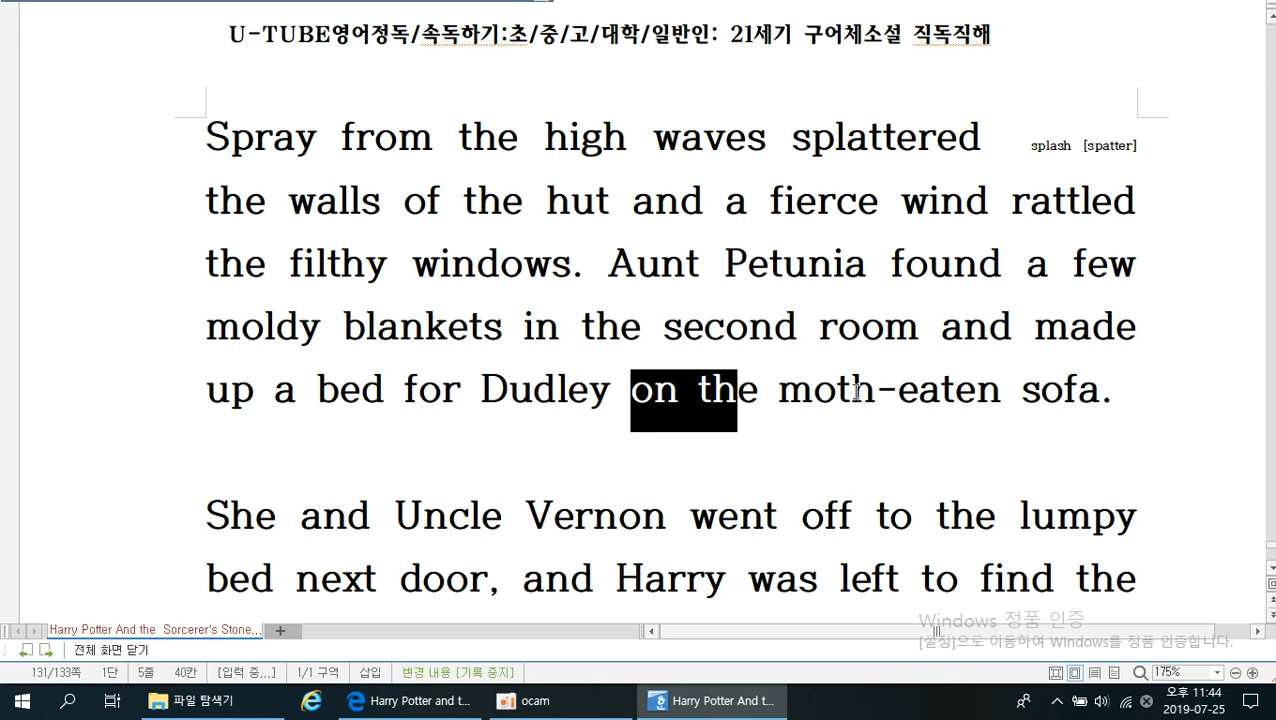 U-TUBE영어정독/속독하기:초/중/고/대학/일반인: 21세기 구어체소설 직독직해
Spray from the high waves splattered splash [spatter]
the walls of the hut and a fierce wind rattled
the filthy windows. Aunt Petunia found a few
moldy blankets in the second room and made
up a bed for Dudley on the moth-eaten sofa.
She and Uncle Vernon went off to the lumpy
bed next door, and Harry was left to find the
Windows 정품 인증
[설정]으로 이동하여 Windows를 정품 인증합니다.
Harry Potter And the Sorcerer's Stone...
전체 화면 닫기
131/133쪽 1단 5줄 40칸 [입력 중...] 1/1 구역 삽입 변경 내용 [기록 중지] 175%
파일 탐색기 Harry Potter and t... ocam Harry Potter And t... 오후 11:44
2019-07-25